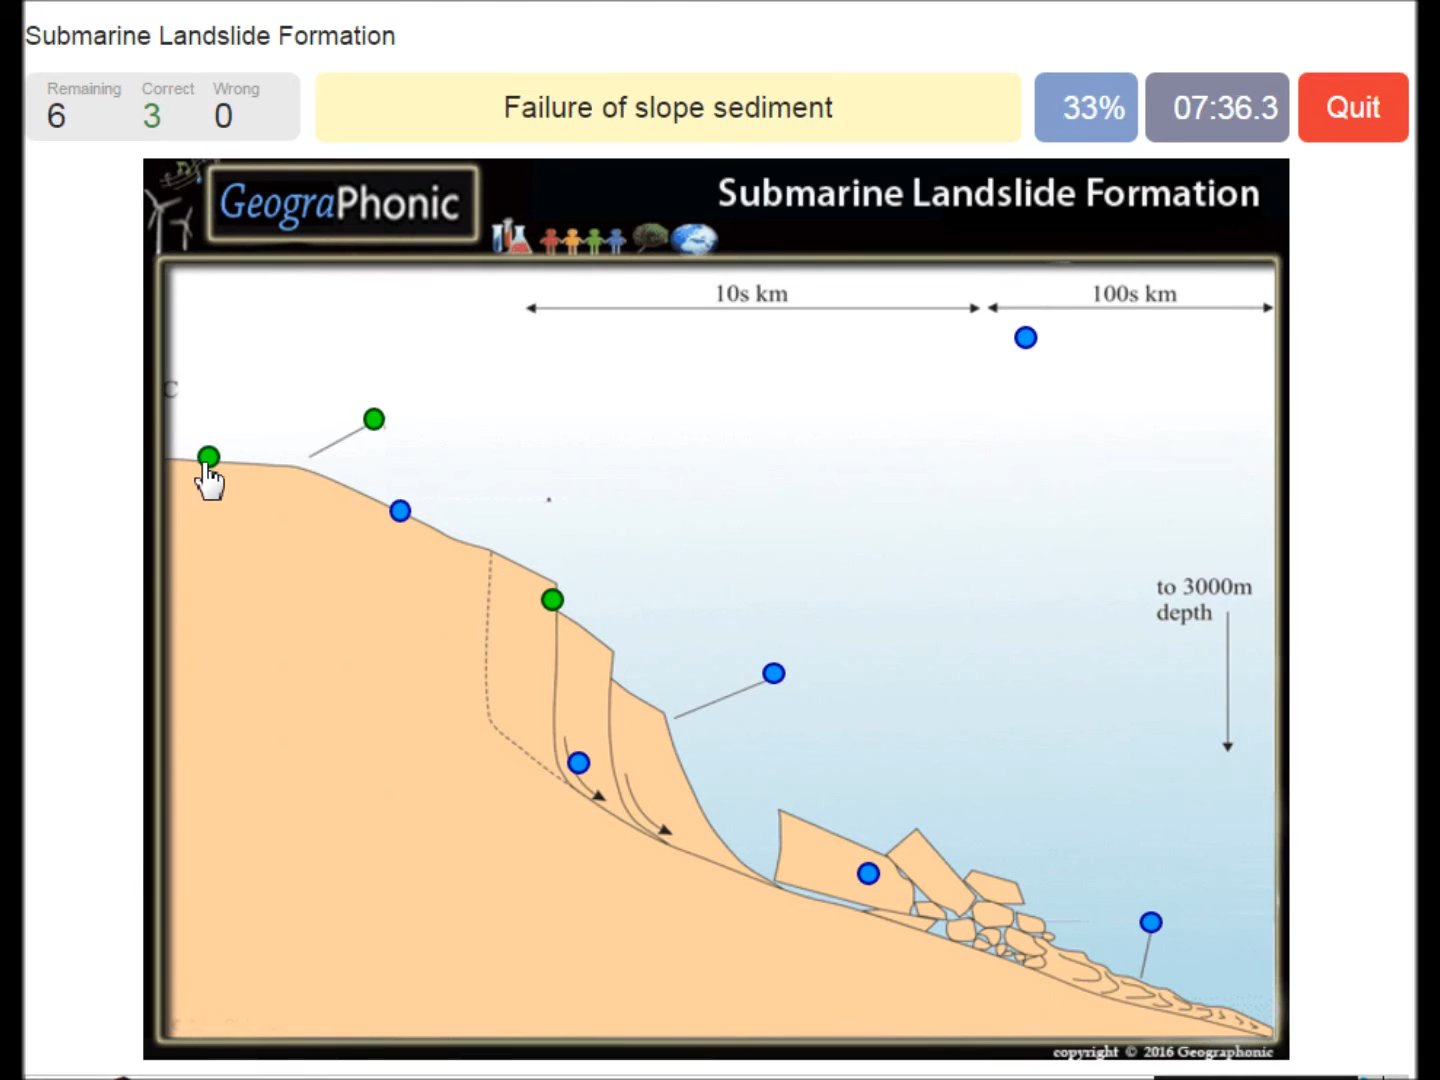 Submarine Landslide Formation
Remaining Correct Wrong
6 3 0
Failure of slope sediment
33%
07:36.3
Quit
GeograPhonic
Submarine Landslide Formation
10s km
100s km
C
to 3000m
depth
copyright © 2016 Geographonic